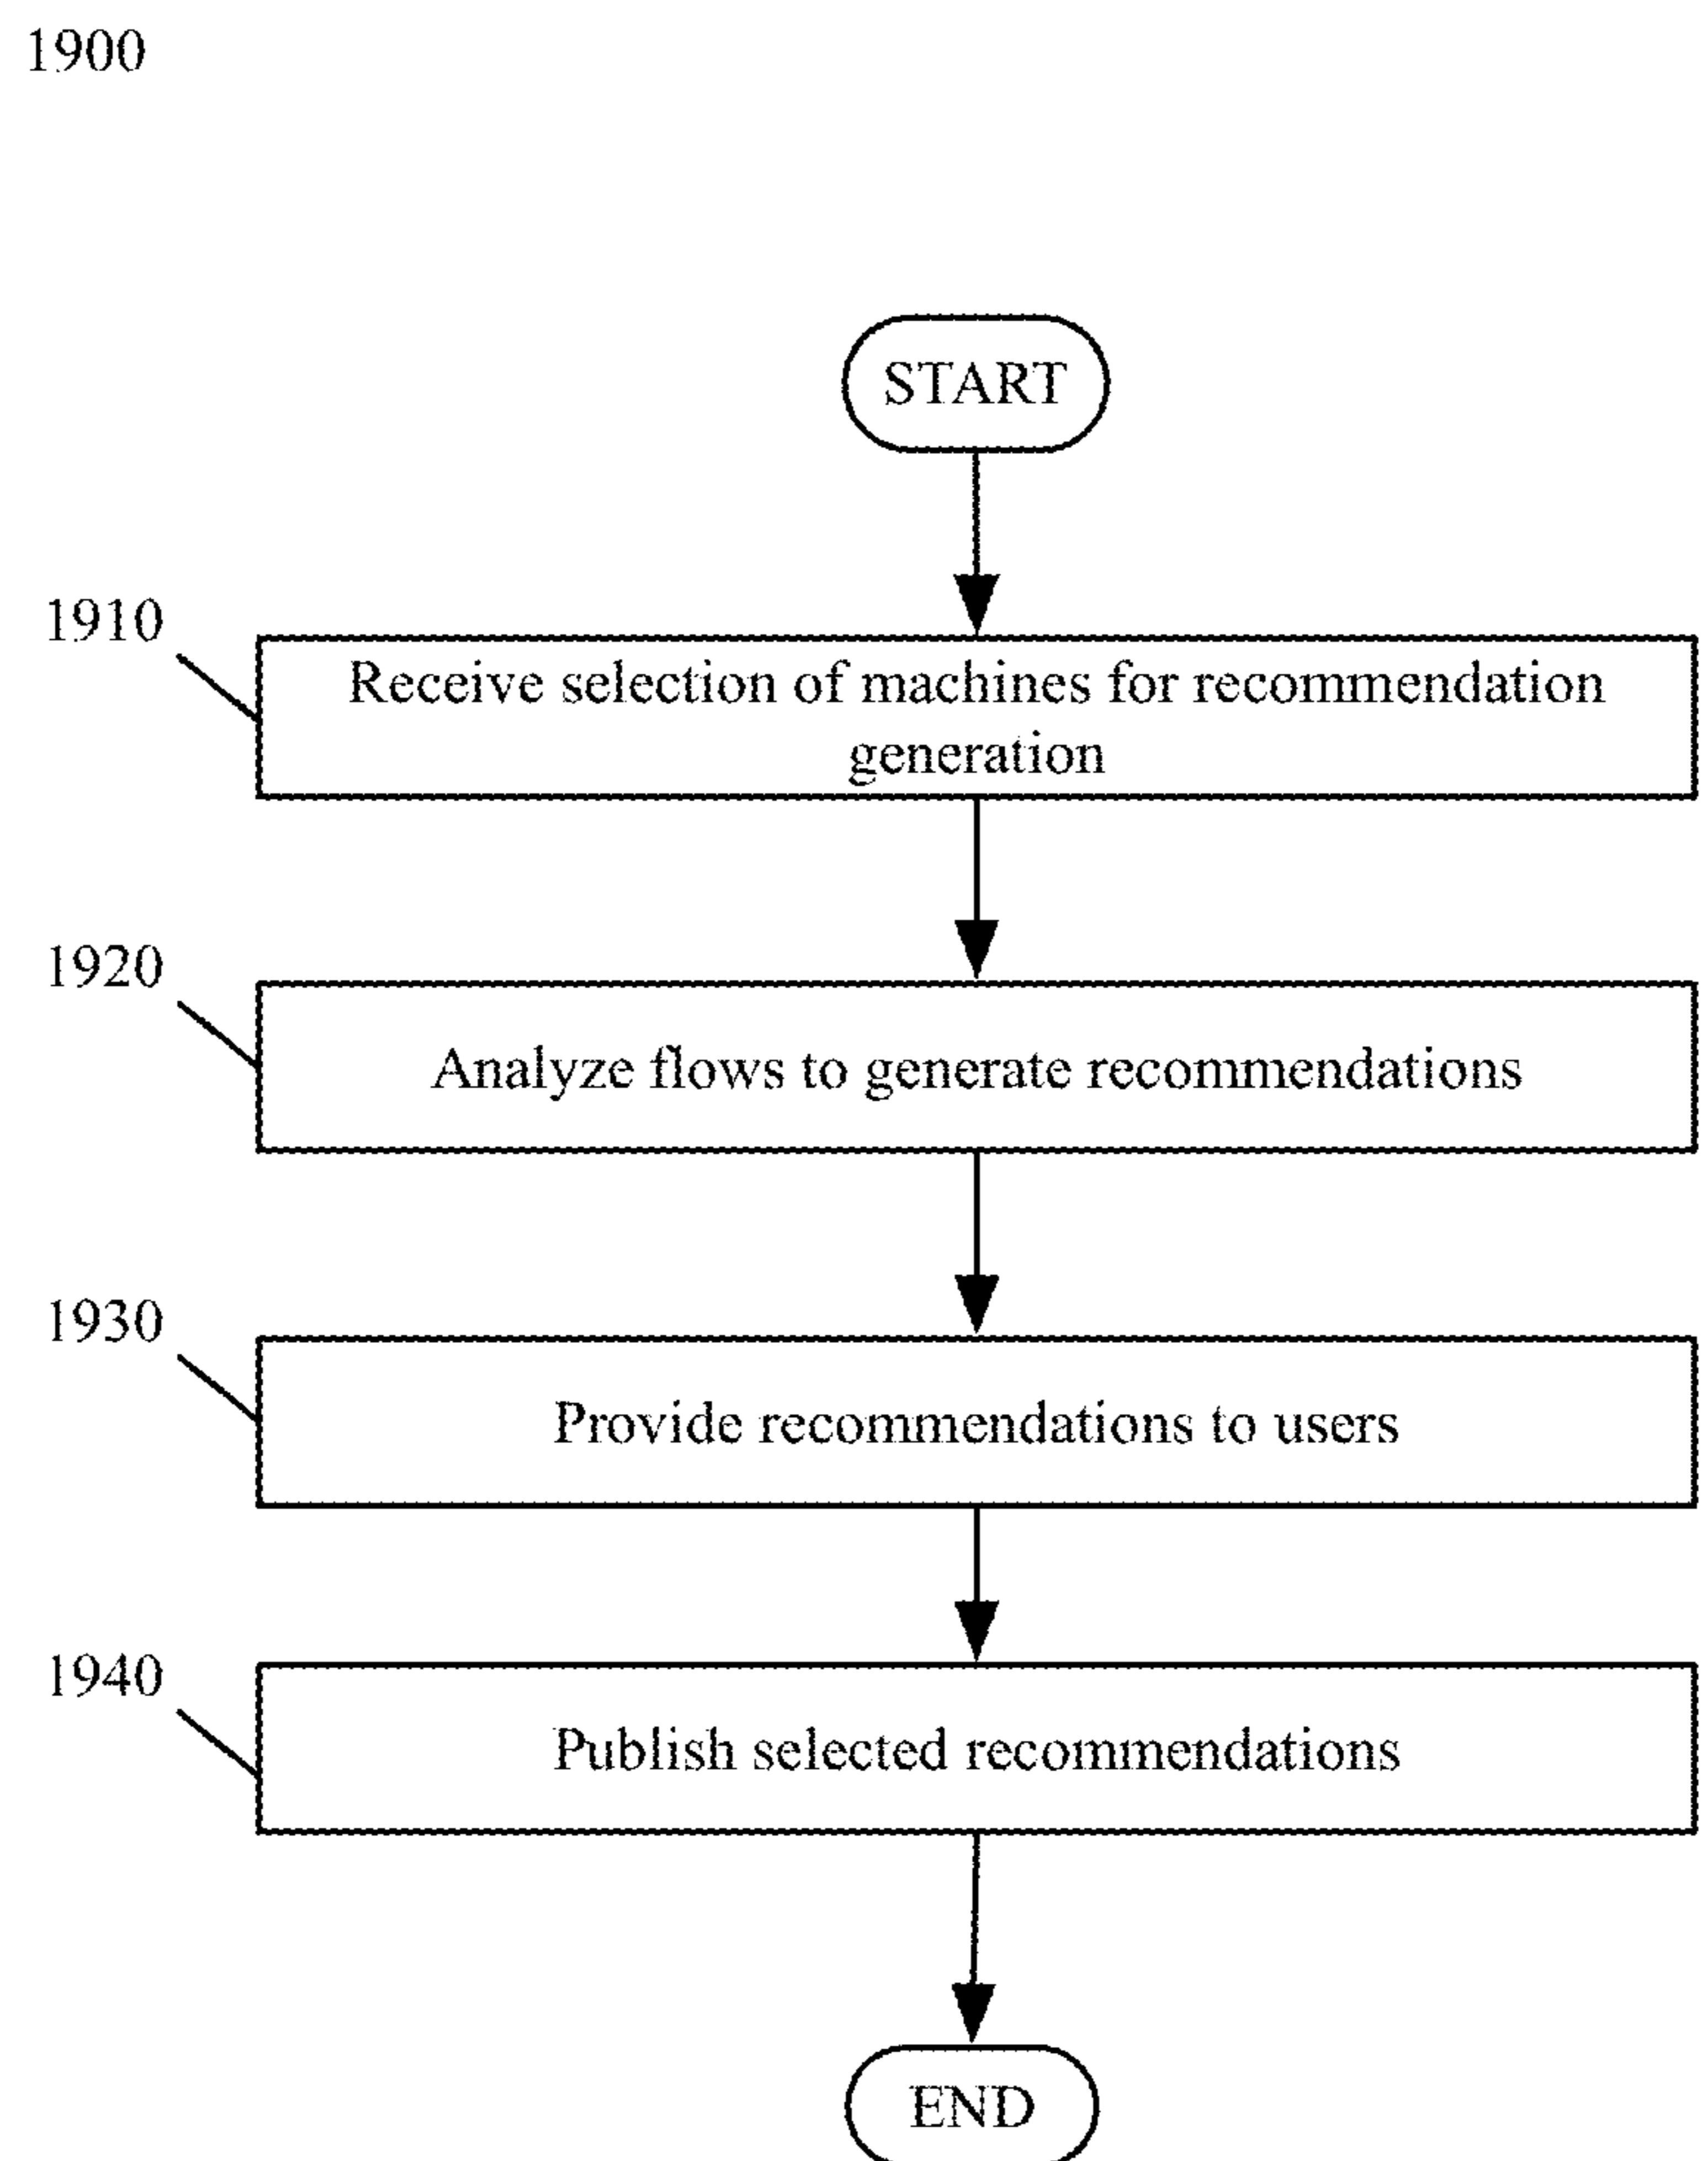 1900
START
1910
Receive selection of machines for recommendation
generation
1920
Analyze flows to generate recommendations
1930
Provide recommendations to users
1940
Publish selected recommendations
END